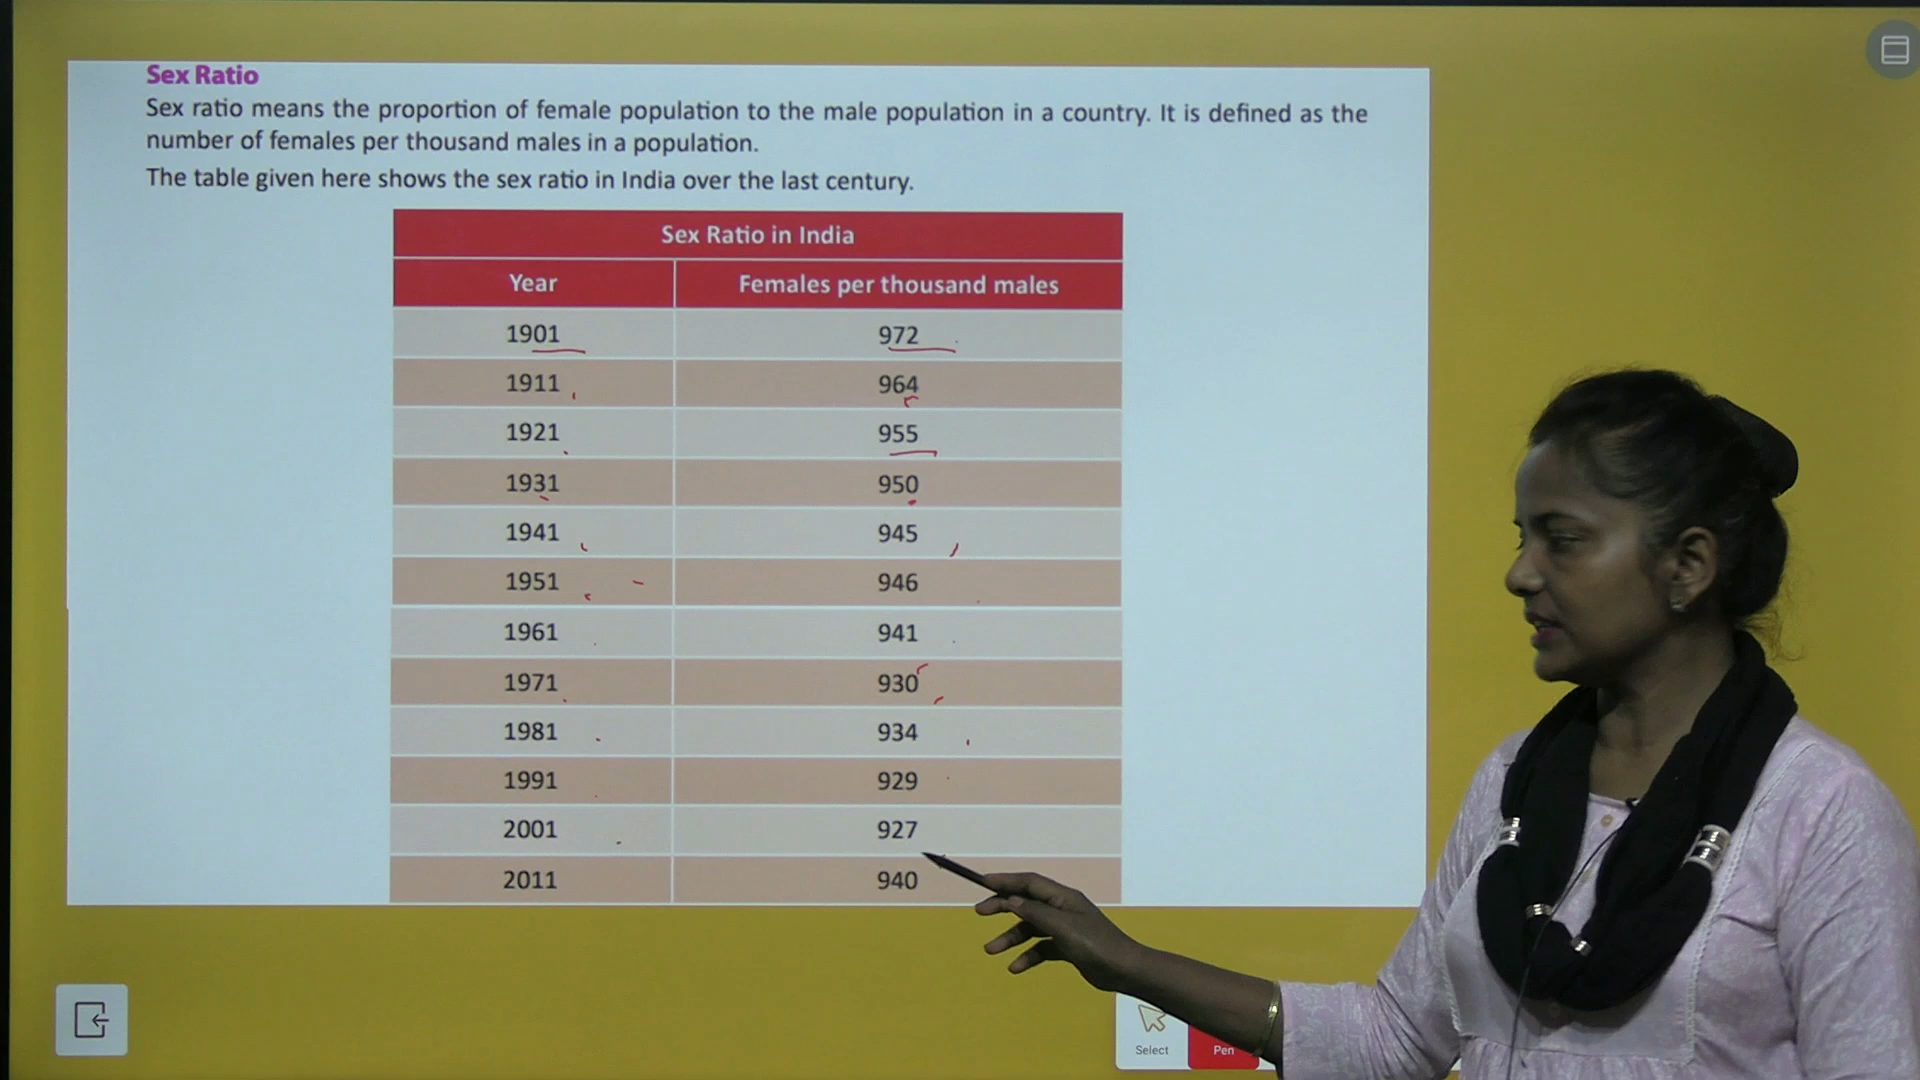 Sex Ratio
Sex ratio means the proportion of female population to the male population in a country. It is defined as the
number of females per thousand males in a population.
The table given here shows the sex ratio in India over the last century.
Sex Ratio in India
Year Females per thousand males
1901 972
1911 964
1921 955
1931 950
1941 945
1951 946
1961 941
1971 930
1981 934
1991 929
2001 927
2011 940
Select Pen